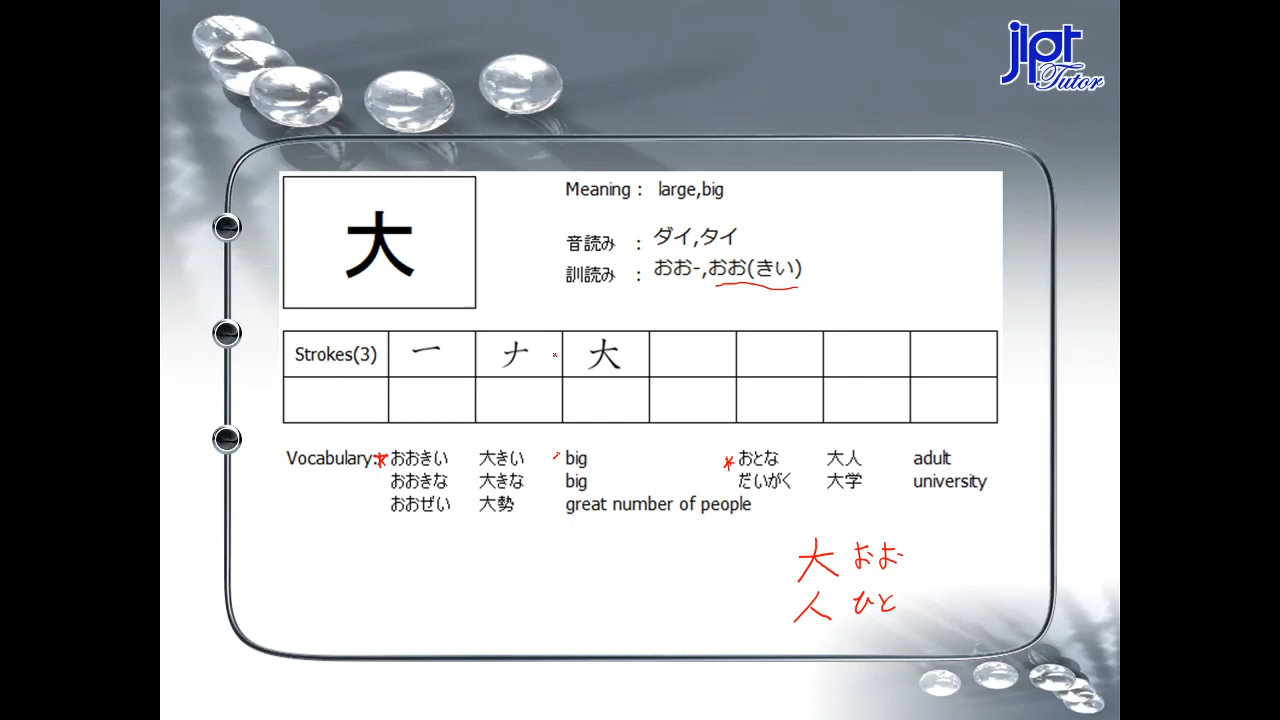 jlpt
Tutor
大
Meaning : large,big
音読み : ダイ,タイ
訓読み : おお-,おお(きい)
Strokes(3) 一 ナ 大
Vocabulary: おおきい 大きい big おとな 大人 adult
おおきな 大きな big だいがく 大学 university
おおぜい 大勢 great number of people
大 おお
人 ひと